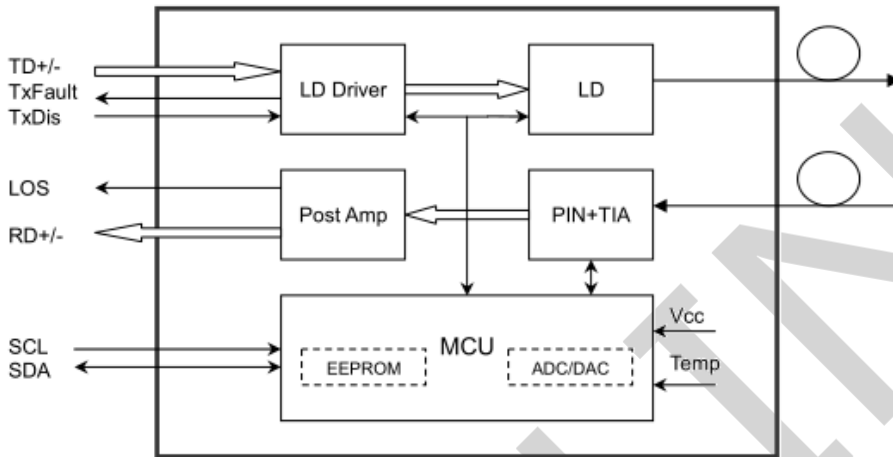 TD+/-
TxFault
TxDis
LD Driver
LD
LOS
RD+/-
Post Amp
PIN+TIA
SCL
SDA
MCU
EEPROM
ADC/DAC
Vcc
Temp